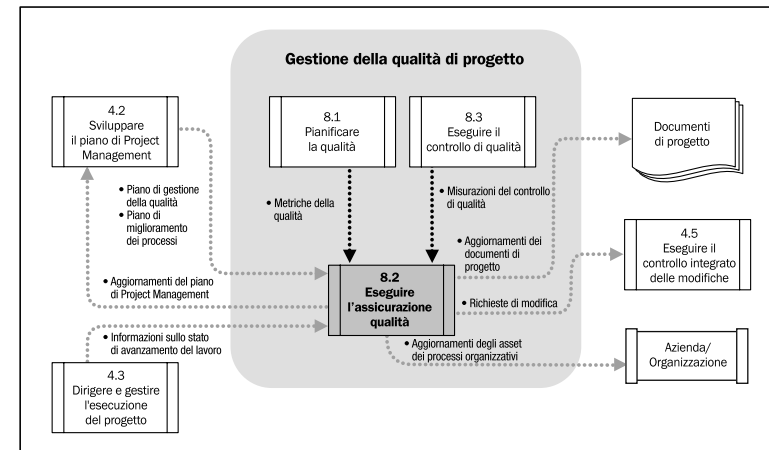 Gestione della qualità di progetto
4.2
Sviluppare
il piano di Project
Management
8.1
Pianificare
la qualità
8.3
Eseguire il
controllo di qualità
Documenti
di progetto
• Piano di gestione
della qualità
• Piano di
miglioramento
dei processi
• Metriche della
qualità
• Misurazioni del controllo
di qualità
• Aggiornamenti dei
documenti di
progetto
4.5
Eseguire il
controllo integrato
delle modifiche
• Aggiornamenti del piano
di Project Management
8.2
Eseguire
l'assicurazione
qualità
• Richieste di modifica
• Informazioni sullo stato
di avanzamento del lavoro
• Aggiornamenti degli asset
dei processi organizzativi
Azienda/
Organizzazione
4.3
Dirigere e gestire
l'esecuzione
del progetto